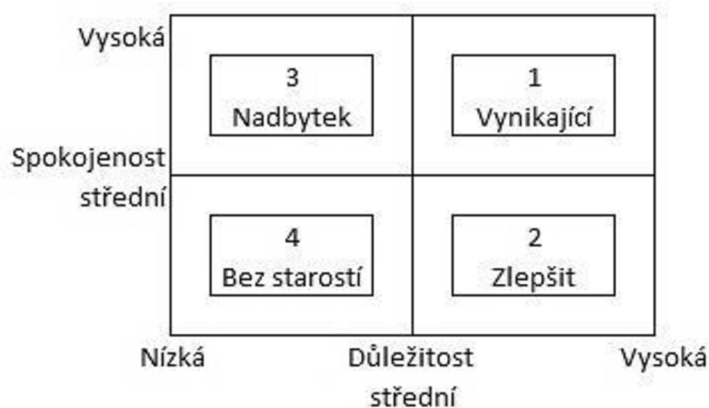 Vysoká
3
Nadbytek
1
Vynikající
Spokojenost
střední
4
Bez starostí
2
Zlepšit
Nízká
Důležitost
střední
Vysoká